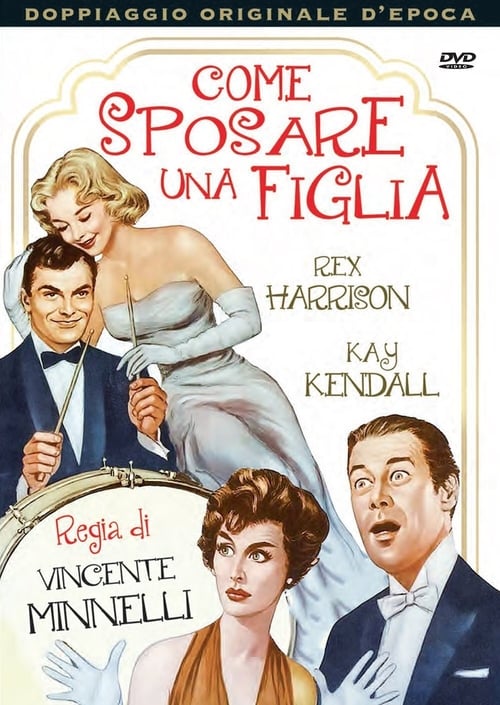 DOPPIAGGIO ORIGINALE D'EPOCA
DVD
VIDEO
COME
SPOSARE
UNA FIGLIA
REX
HARRISON
KAY
KENDALL
Regia di
VINCENTE
MINNELLI